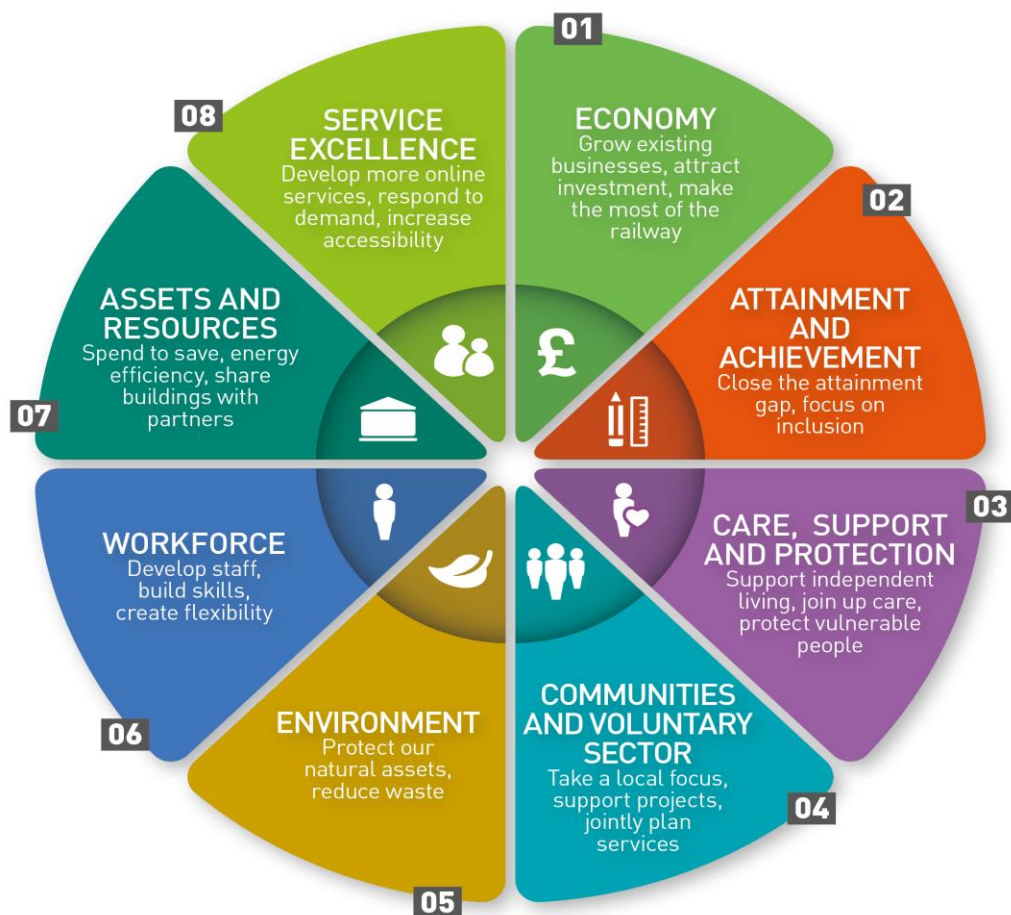 01
ECONOMY
Grow existing
businesses, attract
investment, make
the most of the
railway
02
ATTAINMENT
AND
ACHIEVEMENT
Close the attainment
gap, focus on
inclusion
03
CARE, SUPPORT
AND PROTECTION
Support independent
living, join up care,
protect vulnerable
people
04
COMMUNITIES
AND VOLUNTARY
SECTOR
Take a local focus,
support projects,
jointly plan
services
05
ENVIRONMENT
Protect our
natural assets,
reduce waste
06
WORKFORCE
Develop staff,
build skills,
create flexibility
07
ASSETS AND
RESOURCES
Spend to save, energy
efficiency, share
buildings with
partners
08
SERVICE
EXCELLENCE
Develop more online
services, respond to
demand, increase
accessibility
£